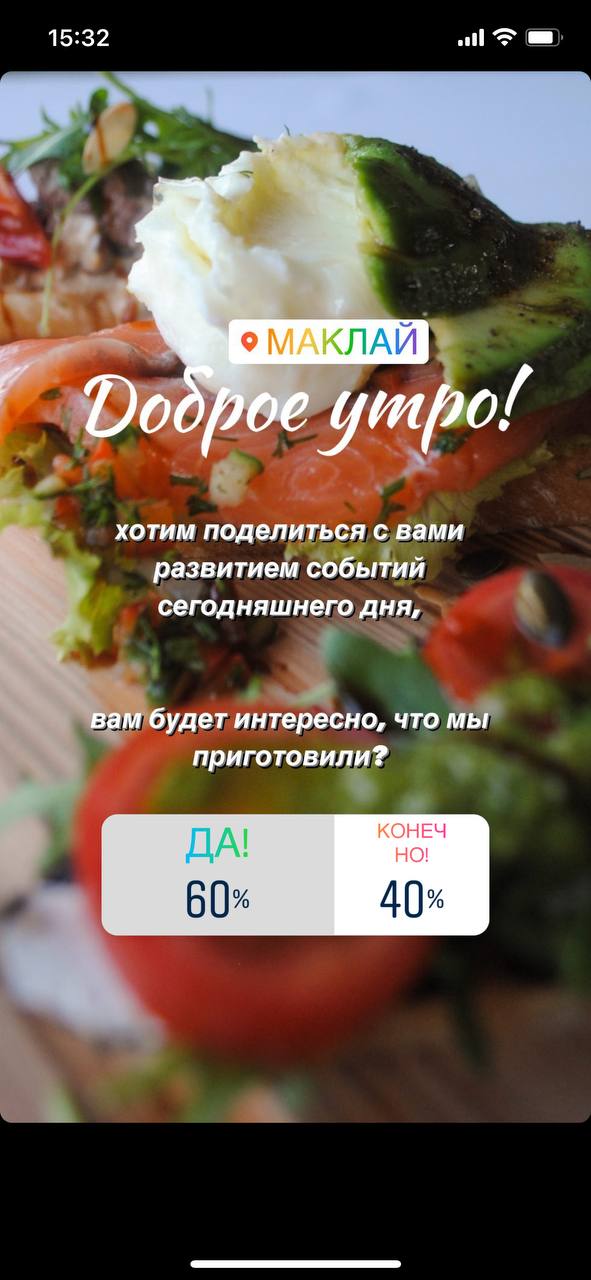 15:32
МАКЛАЙ
Доброе утро!
хотим поделиться с вами
развитием событий
сегодняшнего дня,
вам будет интересно, что мы
приготовили?
ДА!
60%
КОНЕЧ
НО!
40%